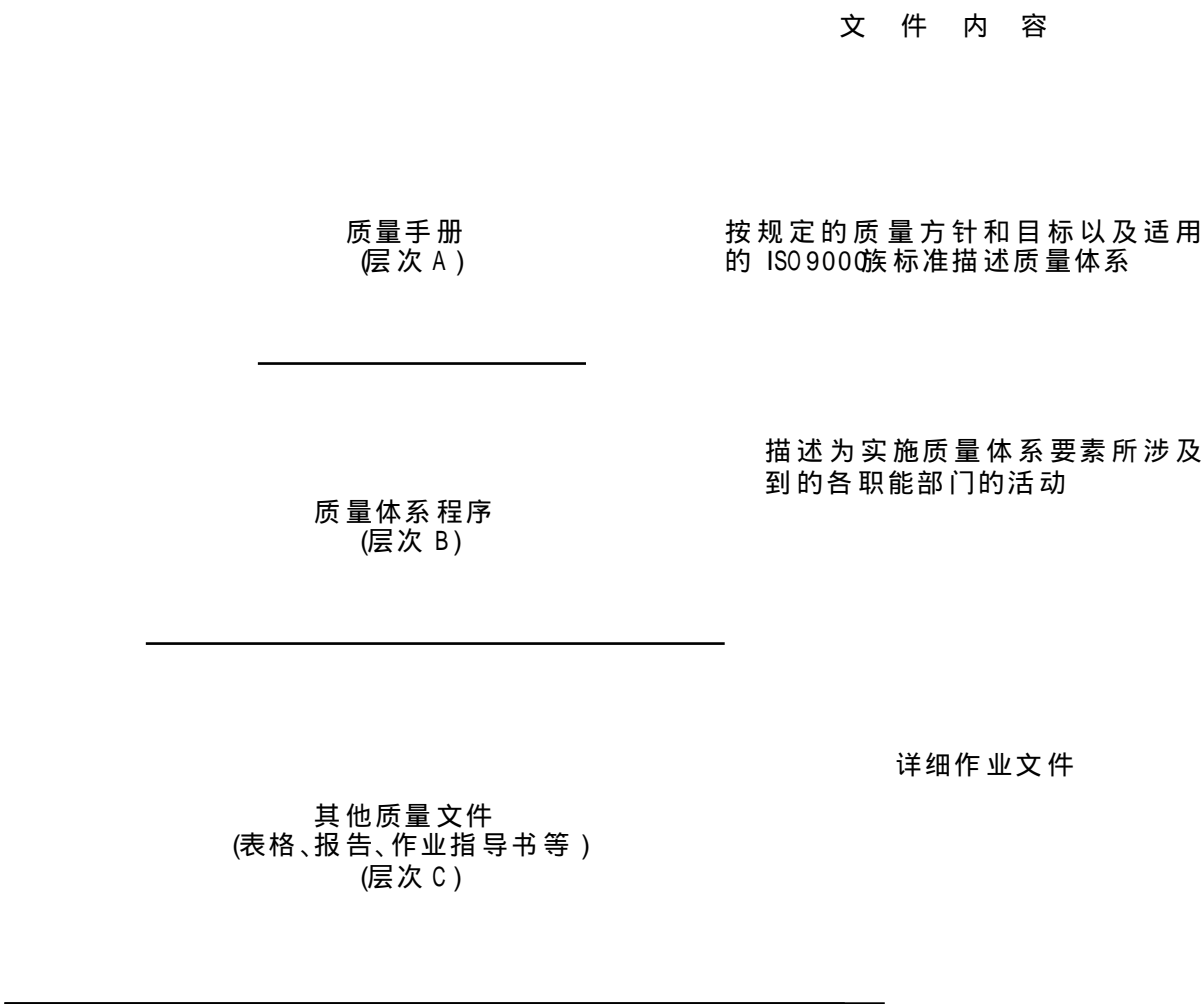 文件内容
质量手册
(层次 A)
按规定的质量方针和目标以及适用
的 ISO9000族标准描述质量体系
描述为实施质量体系要素所涉及
到的各职能部门的活动
质量体系程序
(层次 B)
详细作业文件
其他质量文件
(表格、报告、作业指导书等)
(层次 C)